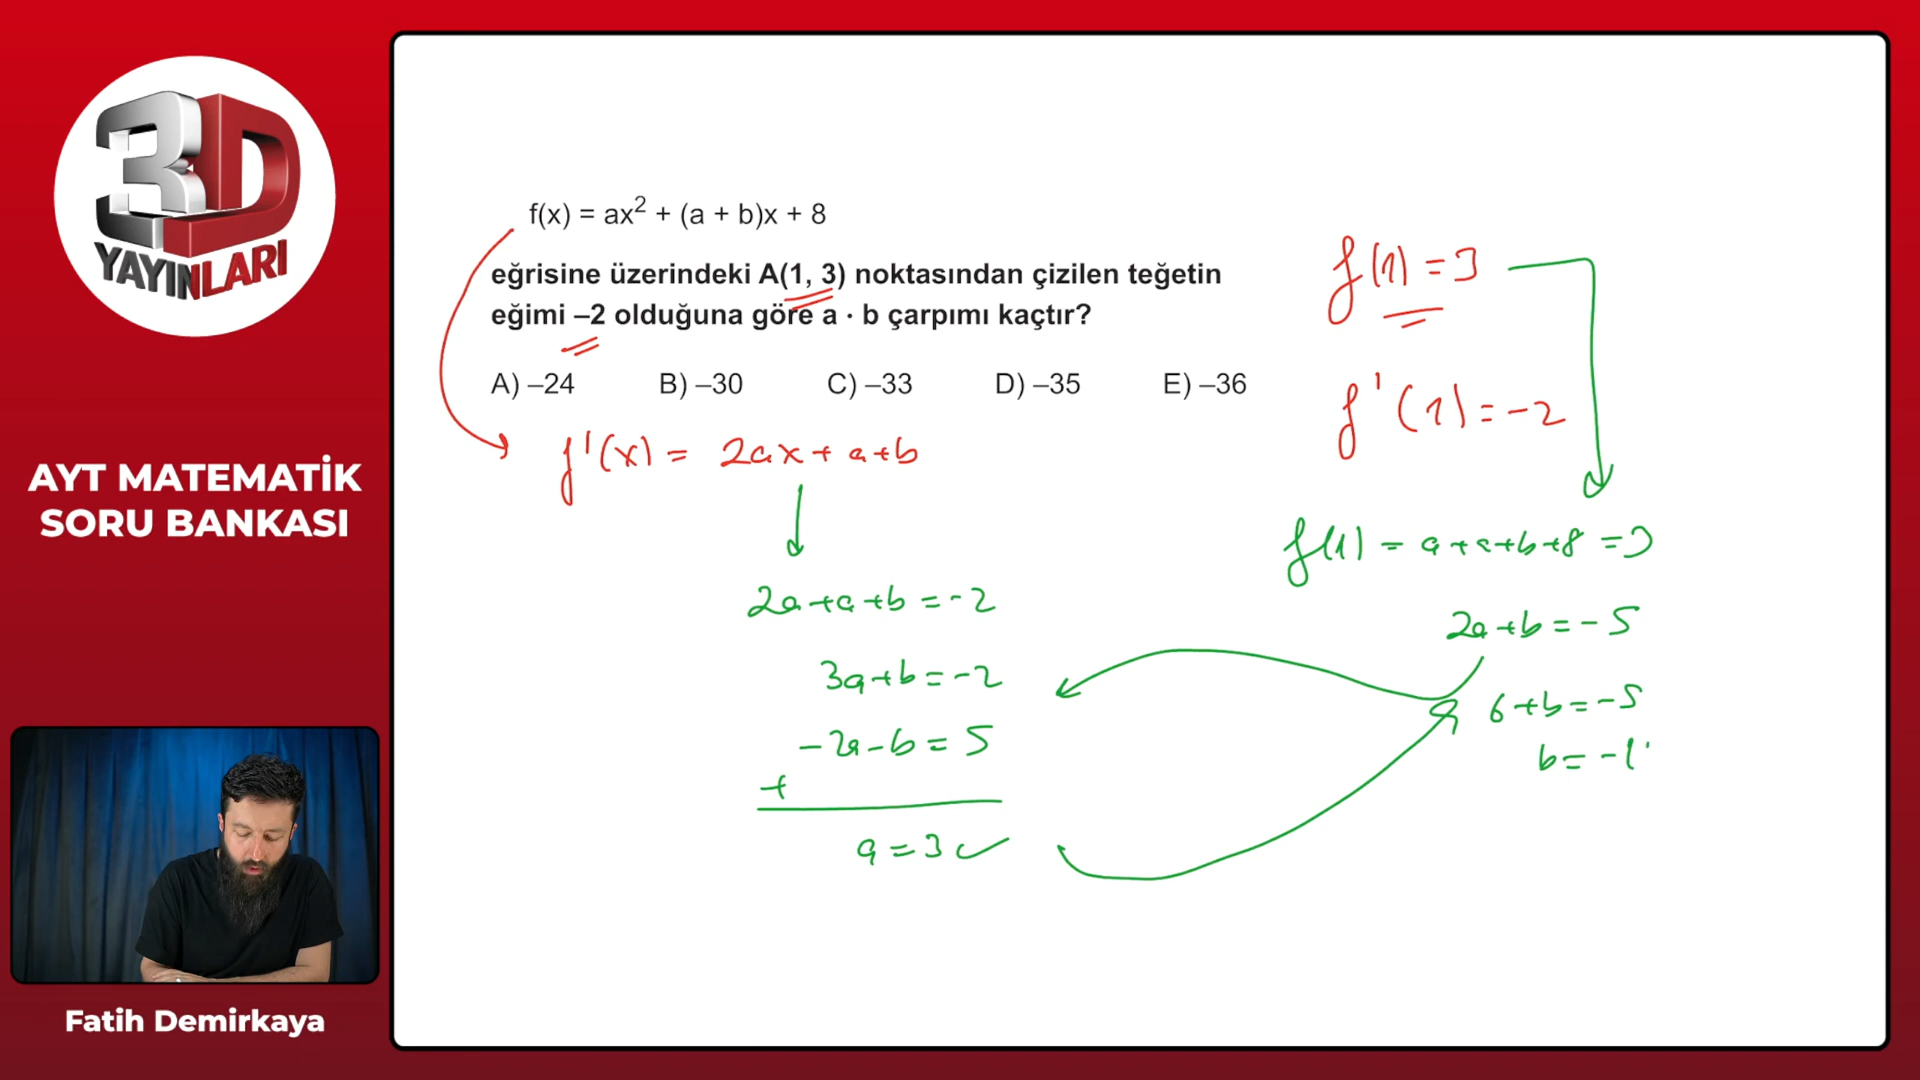 3D
YAYINLARI
AYT MATEMATİK
SORU BANKASI
Fatih Demirkaya
f(x) = ax² + (a + b)x + 8
eğrisine üzerindeki A(1, 3) noktasından çizilen teğetin
eğimi –2 olduğuna göre a · b çarpımı kaçtır?
A) –24 B) –30 C) –33 D) –35 E) –36
f'(x) = 2ax + a+b
2a+a+b = -2
3a+b = -2
-2a-b = 5
+
a = 3 ✓
f(1) = 3
f'(1) = -2
f(1) = a+a+b+8 = 3
2a+b = -5
6+b = -5
b = -1